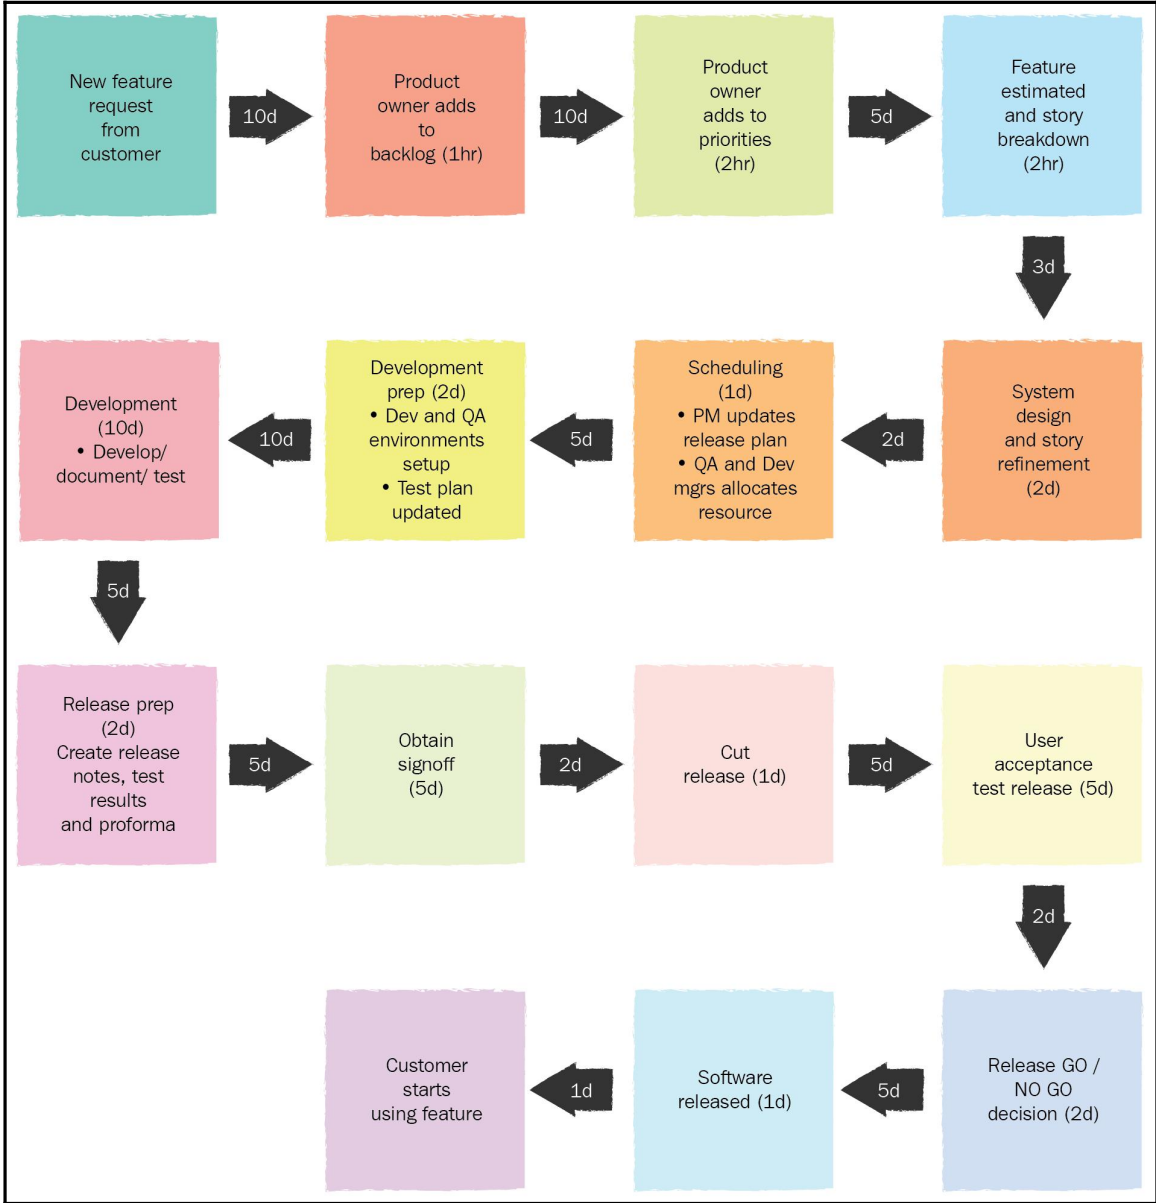 New feature
request
from
customer
10d
Product
owner adds
to
backlog (1hr)
10d
Product
owner
adds to
priorities
(2hr)
5d
Feature
estimated
and story
breakdown
(2hr)
3d
System
design
and story
refinement
(2d)
2d
Scheduling
(1d)
• PM updates
release plan
• QA and Dev
mgrs allocates
resource
5d
Development
prep (2d)
• Dev and QA
environments
setup
• Test plan
updated
10d
Development
(10d)
• Develop/
document/ test
5d
Release prep
(2d)
Create release
notes, test
results
and proforma
5d
Obtain
signoff
(5d)
2d
Cut
release (1d)
5d
User
acceptance
test release (5d)
2d
Release GO /
NO GO
decision (2d)
5d
Software
released (1d)
1d
Customer
starts
using feature